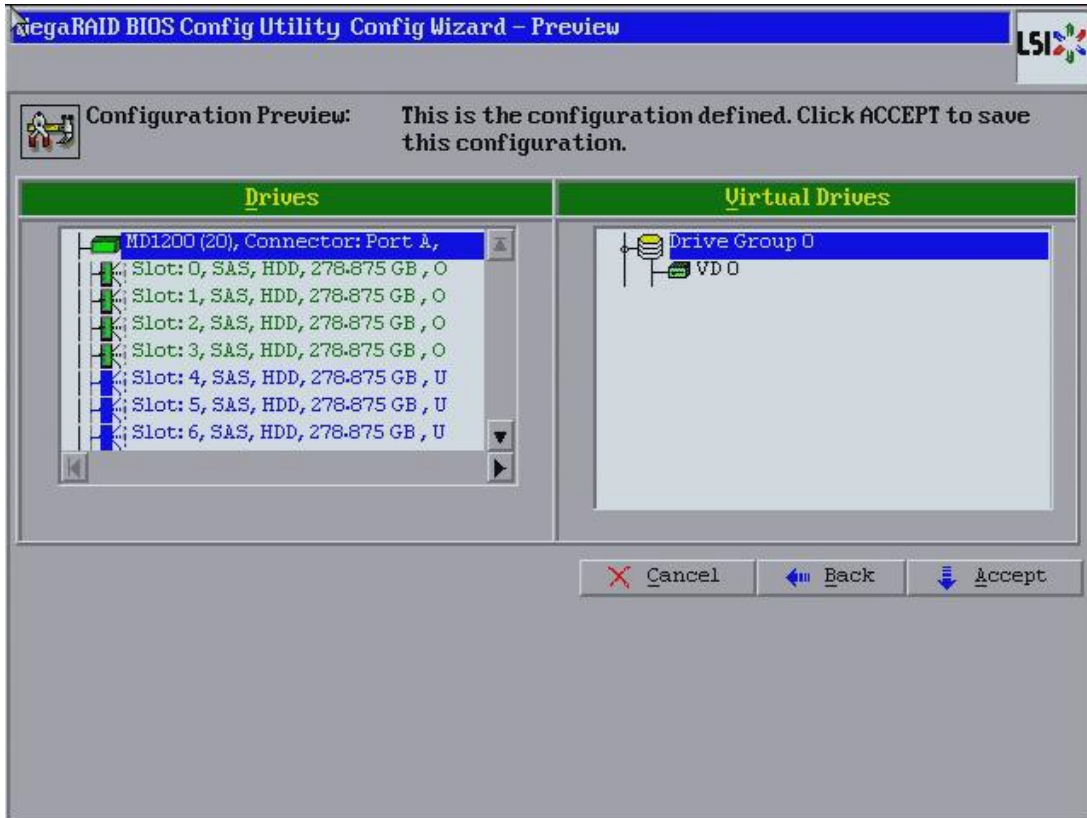 MegaRAID BIOS Config Utility Config Wizard – Preview
LSI
Configuration Preview: This is the configuration defined. Click ACCEPT to save
this configuration.
Drives
MD1200 (20), Connector: Port A,
Slot: 0, SAS, HDD, 278.875 GB , O
Slot: 1, SAS, HDD, 278.875 GB , O
Slot: 2, SAS, HDD, 278.875 GB , O
Slot: 3, SAS, HDD, 278.875 GB , O
Slot: 4, SAS, HDD, 278.875 GB , U
Slot: 5, SAS, HDD, 278.875 GB , U
Slot: 6, SAS, HDD, 278.875 GB , U
Virtual Drives
Drive Group 0
VD 0
Cancel Back Accept